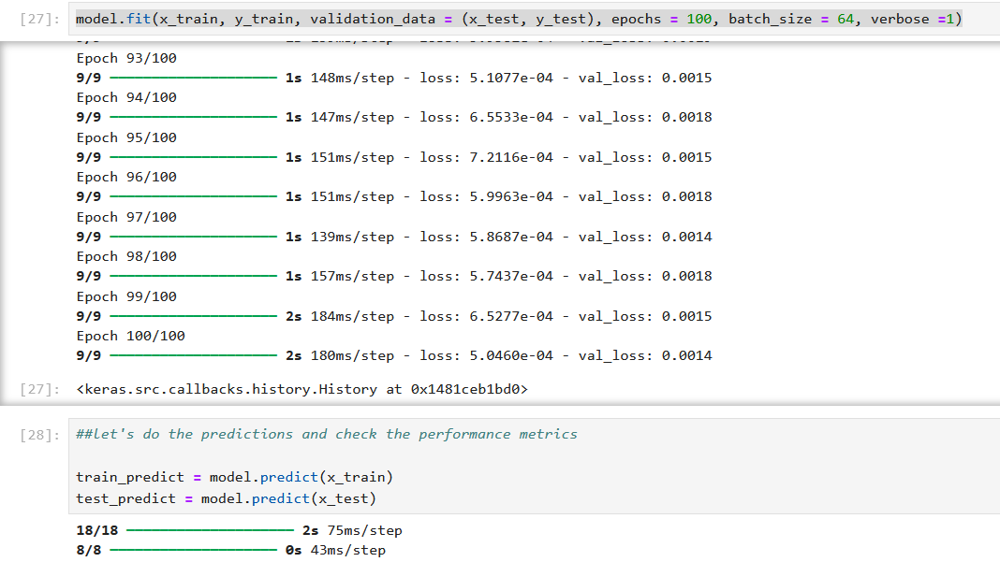 [27]: model.fit(x_train, y_train, validation_data = (x_test, y_test), epochs = 100, batch_size = 64, verbose =1)
Epoch 93/100
9/9 ━━━━━━━━━━━━━━━━━━━━ 1s 148ms/step - loss: 5.1077e-04 - val_loss: 0.0015
Epoch 94/100
9/9 ━━━━━━━━━━━━━━━━━━━━ 1s 147ms/step - loss: 6.5533e-04 - val_loss: 0.0018
Epoch 95/100
9/9 ━━━━━━━━━━━━━━━━━━━━ 1s 151ms/step - loss: 7.2116e-04 - val_loss: 0.0015
Epoch 96/100
9/9 ━━━━━━━━━━━━━━━━━━━━ 1s 151ms/step - loss: 5.9963e-04 - val_loss: 0.0018
Epoch 97/100
9/9 ━━━━━━━━━━━━━━━━━━━━ 1s 139ms/step - loss: 5.8687e-04 - val_loss: 0.0014
Epoch 98/100
9/9 ━━━━━━━━━━━━━━━━━━━━ 1s 157ms/step - loss: 5.7437e-04 - val_loss: 0.0018
Epoch 99/100
9/9 ━━━━━━━━━━━━━━━━━━━━ 2s 184ms/step - loss: 6.5277e-04 - val_loss: 0.0015
Epoch 100/100
9/9 ━━━━━━━━━━━━━━━━━━━━ 2s 180ms/step - loss: 5.0460e-04 - val_loss: 0.0014
[27]: <keras.src.callbacks.history.History at 0x1481ceb1bd0>
[28]: ##let's do the predictions and check the performance metrics
train_predict = model.predict(x_train)
test_predict = model.predict(x_test)
18/18 ━━━━━━━━━━━━━━━━━━━━ 2s 75ms/step
8/8 ━━━━━━━━━━━━━━━━━━━━ 0s 43ms/step